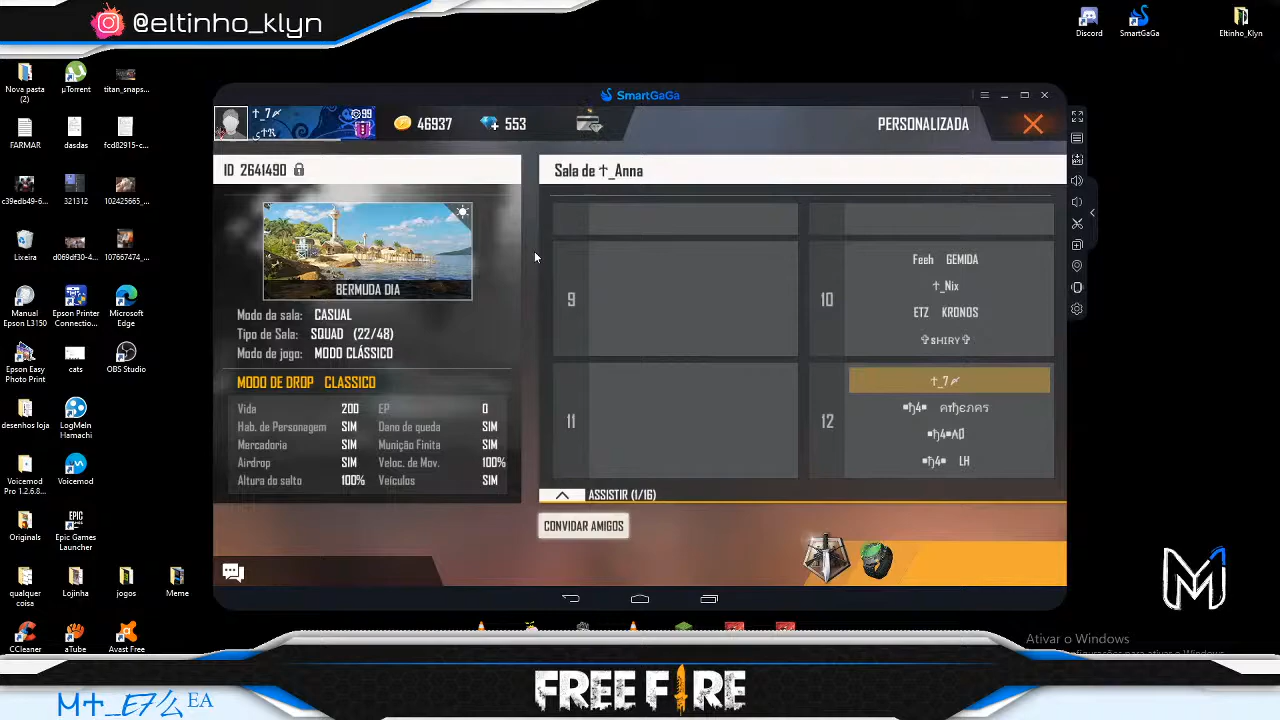 @eltinho_klyn
Discord
SmartGaGa
Eltinho_Klyn
Nova pasta (2)
µTorrent
titan_snaps...
FARMAR
dasdas
fcd82915-c...
c39edb49-6...
321312
102425665_...
Lixeira
d069df30-4...
107667474_...
Manual Epson L3150
Epson Printer Connectio...
Microsoft Edge
Epson Easy Photo Print
cats
OBS Studio
desenhos loja
LogMeIn Hamachi
Voicemod Pro 1.2.6.8...
Voicemod
Originals
Epic Games Launcher
qualquer coisa
Lojinha
jogos
Meme
CCleaner
aTube
Avast Free
SmartGaGa
99
46937
553
PERSONALIZADA
ID 2641490
Sala de †_Anna
BERMUDA DIA
Modo da sala: CASUAL
Tipo de Sala: SQUAD (22/48)
Modo de jogo: MODO CLÁSSICO
MODO DE DROP CLASSICO
Vida 200 EP 0
Hab. de Personagem SIM Dano de queda SIM
Mercadoria SIM Munição Finita SIM
Airdrop SIM Veloc. de Mov. 100%
Altura do salto 100% Veículos SIM
9
10
Feeh GEMIDA
†_Nix
ETZ KRONOS
✞sHIRY✞
11
12
ASSISTIR (1/16)
CONVIDAR AMIGOS
Ativar o Windows
FREE FIRE